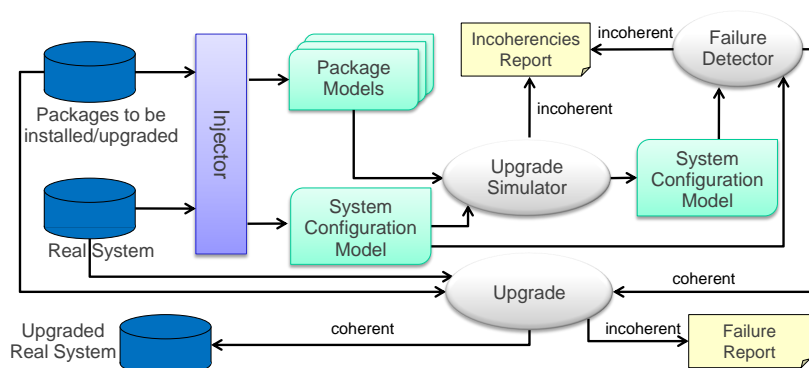 Packages to be
installed/upgraded
Real System
Injector
Package
Models
System
Configuration
Model
Incoherencies
Report
incoherent
incoherent
Failure
Detector
Upgrade
Simulator
System
Configuration
Model
Upgrade
coherent
Upgraded
Real System
coherent
incoherent
Failure
Report